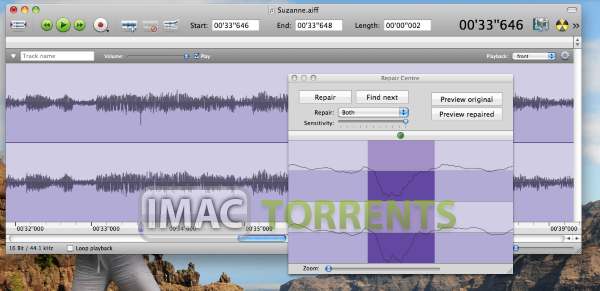 Suzanne.aiff
Start: 00'33"646 End: 00'33"648 Length: 00'00"002 00'33"646 »
Track name Volume: Play Playback: front
Repair Centre
Repair Find next Preview original
Repair: Both Preview repaired
Sensitivity:
IMAC TORRENTS
00'32"000 00'33"000 00'34"000 00'35"000 00'39"000
16 Bit / 44.1 kHz Loop playback
Zoom: